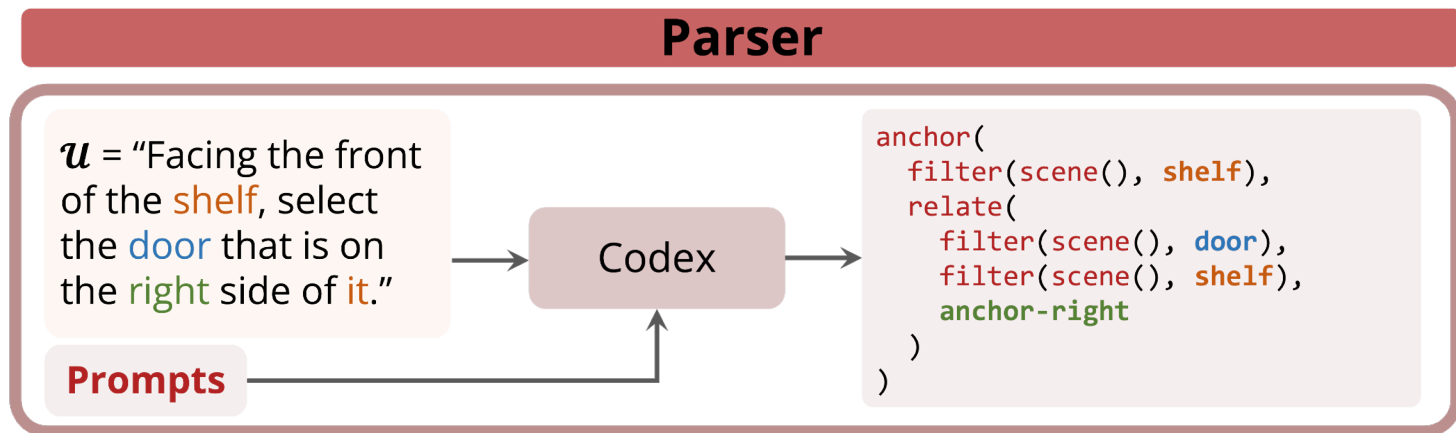 Parser
𝓤 = “Facing the front
of the shelf, select
the door that is on
the right side of it.”
Prompts
Codex
anchor(
  filter(scene(), shelf),
  relate(
    filter(scene(), door),
    filter(scene(), shelf),
    anchor-right
  )
)